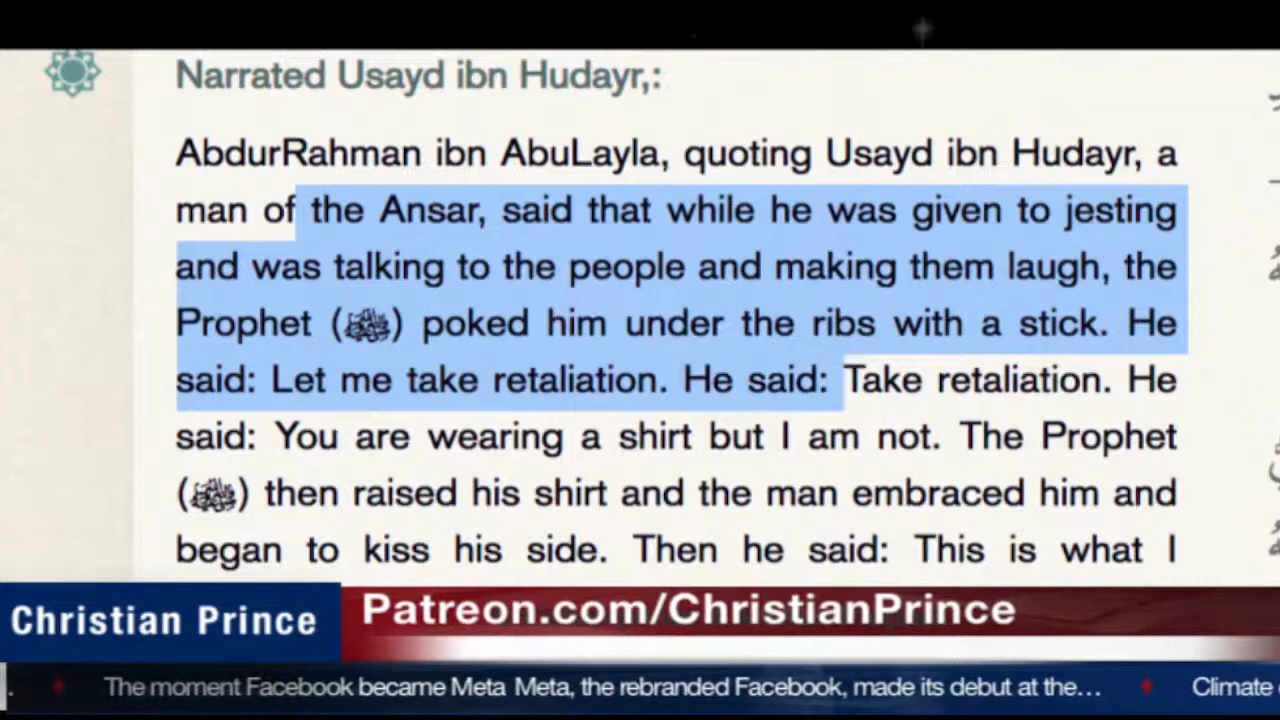 Narrated Usayd ibn Hudayr,:
AbdurRahman ibn AbuLayla, quoting Usayd ibn Hudayr, a
man of the Ansar, said that while he was given to jesting
and was talking to the people and making them laugh, the
Prophet (ﷺ) poked him under the ribs with a stick. He
said: Let me take retaliation. He said: Take retaliation. He
said: You are wearing a shirt but I am not. The Prophet
(ﷺ) then raised his shirt and the man embraced him and
began to kiss his side. Then he said: This is what I
Christian Prince
Patreon.com/ChristianPrince
. The moment Facebook became Meta Meta, the rebranded Facebook, made its debut at the... Climate